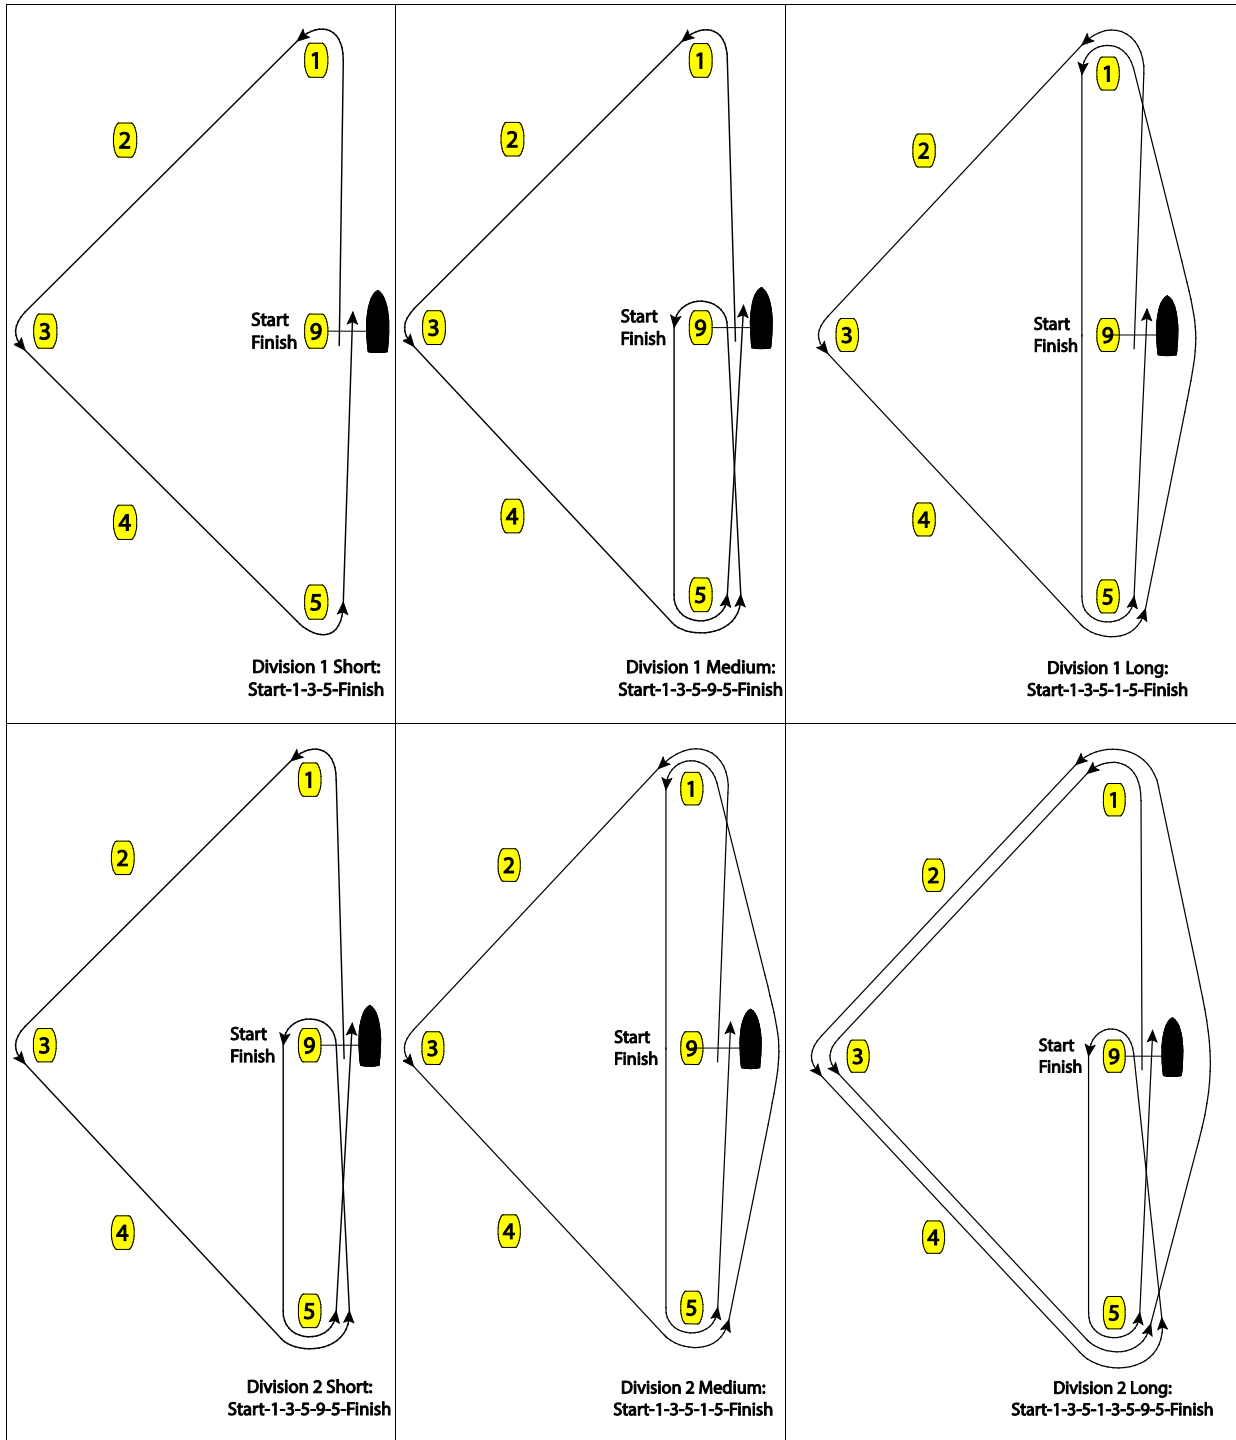 1
2
Start
Finish
9
3
4
5
Division 1 Short:
Start-1-3-5-Finish
1
2
Start
Finish
9
3
4
5
Division 1 Medium:
Start-1-3-5-9-5-Finish
1
2
Start
Finish
9
3
4
5
Division 1 Long:
Start-1-3-5-1-5-Finish
1
2
Start
Finish
9
3
4
5
Division 2 Short:
Start-1-3-5-9-5-Finish
1
2
Start
Finish
9
3
4
5
Division 2 Medium:
Start-1-3-5-1-5-Finish
1
2
Start
Finish
9
3
4
5
Division 2 Long:
Start-1-3-5-1-3-5-9-5-Finish